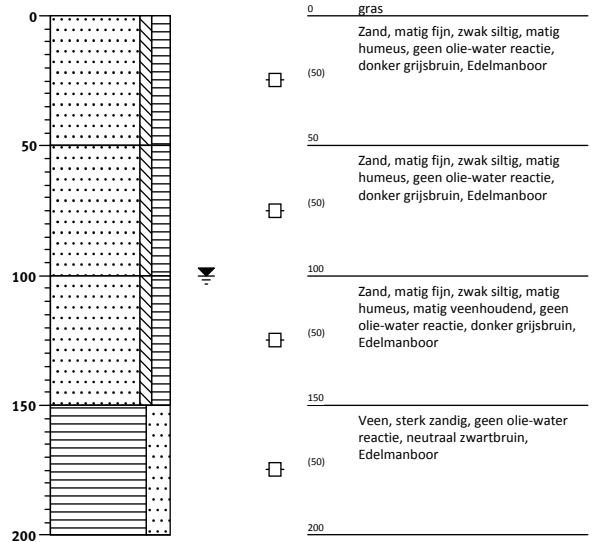 0
0
gras
Zand, matig fijn, zwak siltig, matig
humeus, geen olie-water reactie,
donker grijsbruin, Edelmanboor
(50)
50
50
Zand, matig fijn, zwak siltig, matig
humeus, geen olie-water reactie,
donker grijsbruin, Edelmanboor
(50)
100
100
Zand, matig fijn, zwak siltig, matig
humeus, matig veenhoudend, geen
olie-water reactie, donker grijsbruin,
Edelmanboor
(50)
150
150
Veen, sterk zandig, geen olie-water
reactie, neutraal zwartbruin,
Edelmanboor
(50)
200
200